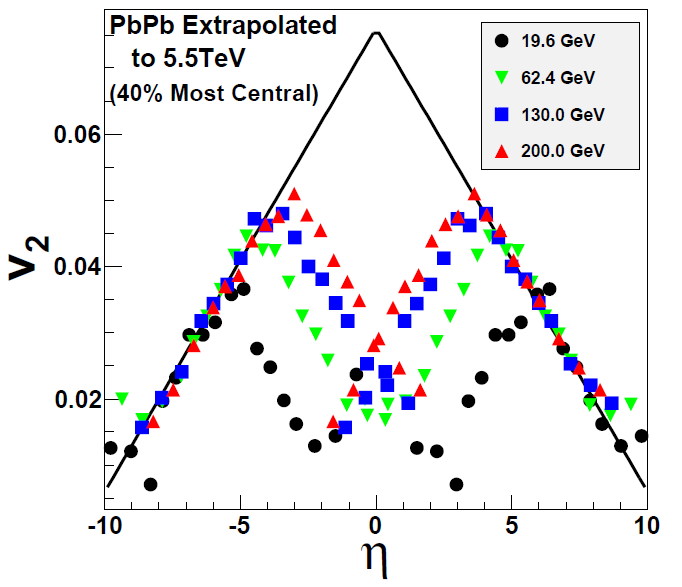 PbPb Extrapolated
to 5.5TeV
(40% Most Central)
19.6 GeV
62.4 GeV
130.0 GeV
200.0 GeV
0.06
0.04
0.02
v2
-10 -5 0 5 10
η